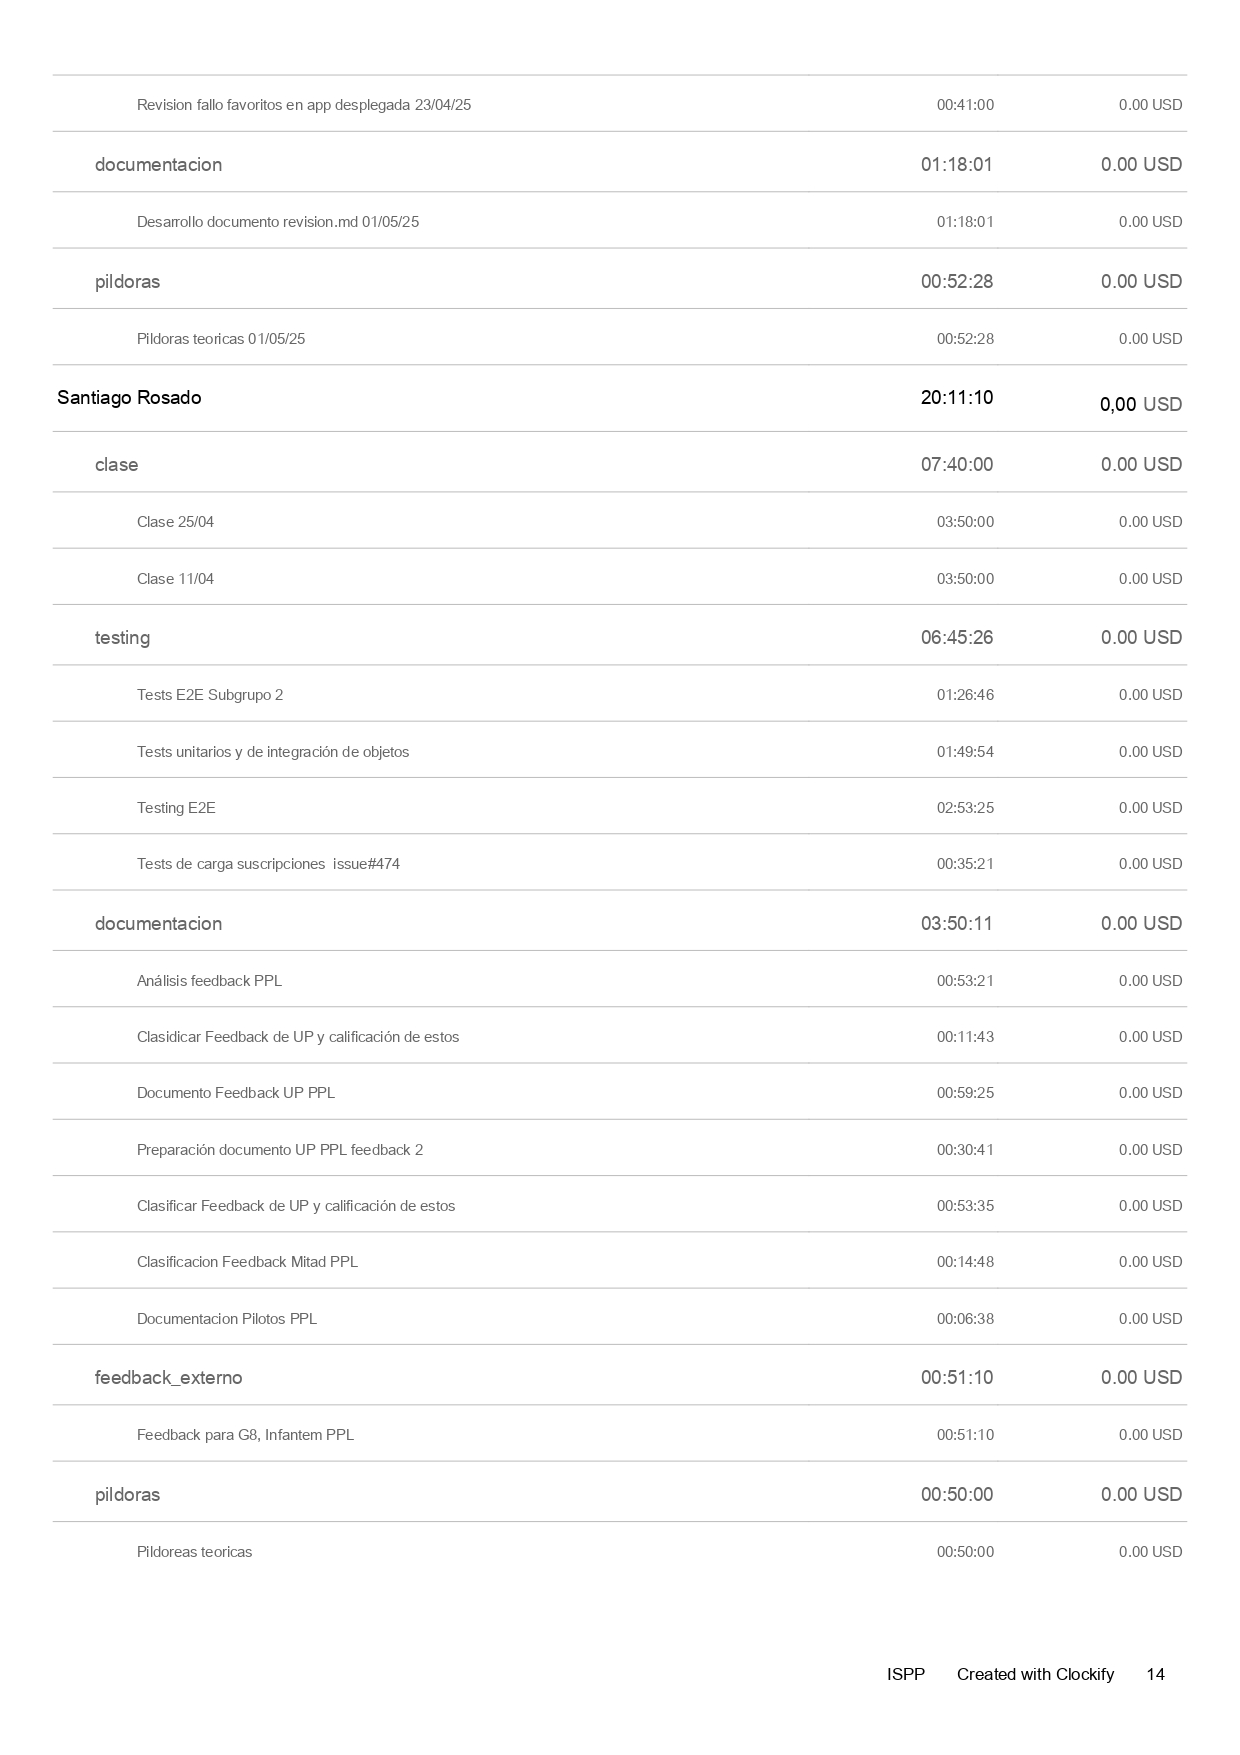 Revision fallo favoritos en app desplegada 23/04/25 00:41:00 0.00 USD
documentacion 01:18:01 0.00 USD
Desarrollo documento revision.md 01/05/25 01:18:01 0.00 USD
pildoras 00:52:28 0.00 USD
Pildoras teoricas 01/05/25 00:52:28 0.00 USD
Santiago Rosado 20:11:10 0,00 USD
clase 07:40:00 0.00 USD
Clase 25/04 03:50:00 0.00 USD
Clase 11/04 03:50:00 0.00 USD
testing 06:45:26 0.00 USD
Tests E2E Subgrupo 2 01:26:46 0.00 USD
Tests unitarios y de integración de objetos 01:49:54 0.00 USD
Testing E2E 02:53:25 0.00 USD
Tests de carga suscripciones issue#474 00:35:21 0.00 USD
documentacion 03:50:11 0.00 USD
Análisis feedback PPL 00:53:21 0.00 USD
Clasidicar Feedback de UP y calificación de estos 00:11:43 0.00 USD
Documento Feedback UP PPL 00:59:25 0.00 USD
Preparación documento UP PPL feedback 2 00:30:41 0.00 USD
Clasificar Feedback de UP y calificación de estos 00:53:35 0.00 USD
Clasificacion Feedback Mitad PPL 00:14:48 0.00 USD
Documentacion Pilotos PPL 00:06:38 0.00 USD
feedback_externo 00:51:10 0.00 USD
Feedback para G8, Infantem PPL 00:51:10 0.00 USD
pildoras 00:50:00 0.00 USD
Pildoreas teoricas 00:50:00 0.00 USD
ISPP Created with Clockify 14